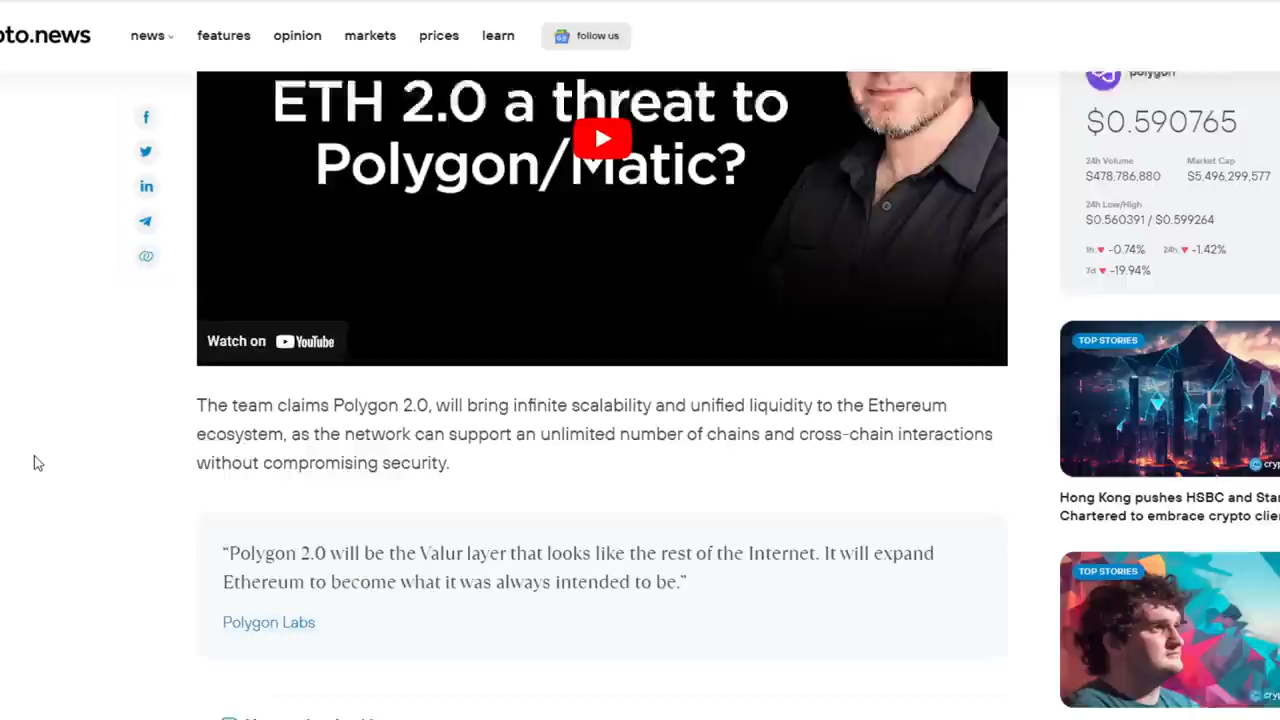 oto.news
news features opinion markets prices learn follow us
ETH 2.0 a threat to
Polygon/Matic?
Watch on YouTube
polygon
$0.590765
24h Volume Market Cap
$478,786,880 $5,496,299,577
24h Low/High
$0.560391 / $0.599264
1h -0.74% 24h -1.42%
7d -19.94%
The team claims Polygon 2.0, will bring infinite scalability and unified liquidity to the Ethereum
ecosystem, as the network can support an unlimited number of chains and cross-chain interactions
without compromising security.
“Polygon 2.0 will be the Valur layer that looks like the rest of the Internet. It will expand
Ethereum to become what it was always intended to be.”
Polygon Labs
TOP STORIES
cryp
Hong Kong pushes HSBC and Stan
Chartered to embrace crypto clie
TOP STORIES
cryp